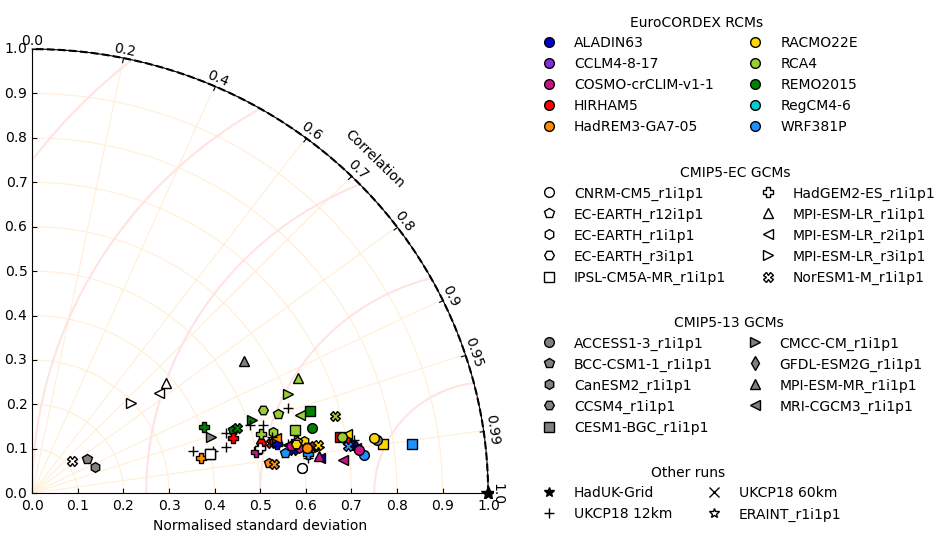 EuroCORDEX RCMs
ALADIN63 RACMO22E
CCLM4-8-17 RCA4
COSMO-crCLIM-v1-1 REMO2015
HIRHAM5 RegCM4-6
HadREM3-GA7-05 WRF381P
CMIP5-EC GCMs
CNRM-CM5_r1i1p1 HadGEM2-ES_r1i1p1
EC-EARTH_r12i1p1 MPI-ESM-LR_r1i1p1
EC-EARTH_r1i1p1 MPI-ESM-LR_r2i1p1
EC-EARTH_r3i1p1 MPI-ESM-LR_r3i1p1
IPSL-CM5A-MR_r1i1p1 NorESM1-M_r1i1p1
CMIP5-13 GCMs
ACCESS1-3_r1i1p1 CMCC-CM_r1i1p1
BCC-CSM1-1_r1i1p1 GFDL-ESM2G_r1i1p1
CanESM2_r1i1p1 MPI-ESM-MR_r1i1p1
CCSM4_r1i1p1 MRI-CGCM3_r1i1p1
CESM1-BGC_r1i1p1
Other runs
HadUK-Grid UKCP18 60km
UKCP18 12km ERAINT_r1i1p1
0.0 0.2 0.4 0.6 0.7 0.8 0.9 0.95 0.99 1.0
Correlation
1.0
0.9
0.8
0.7
0.6
0.5
0.4
0.3
0.2
0.1
0.0
0.0 0.1 0.2 0.3 0.4 0.5 0.6 0.7 0.8 0.9 1.0
Normalised standard deviation